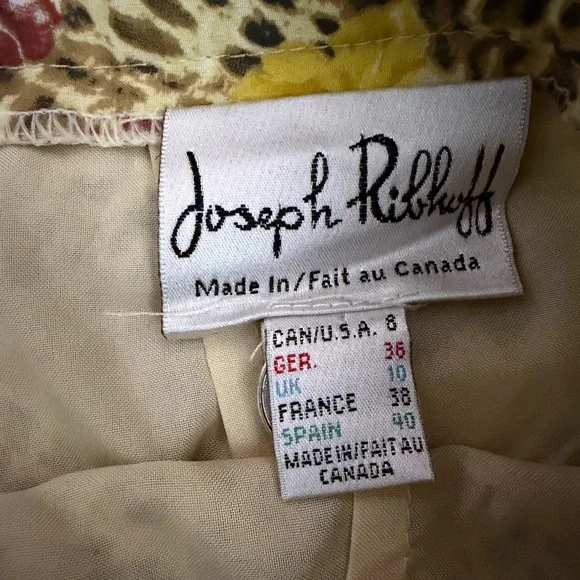 Joseph Ribkoff
Made In/Fait au Canada
CAN/U.S.A. 8
GER. 36
UK 10
FRANCE 38
SPAIN 40
MADE IN/FAIT AU
CANADA